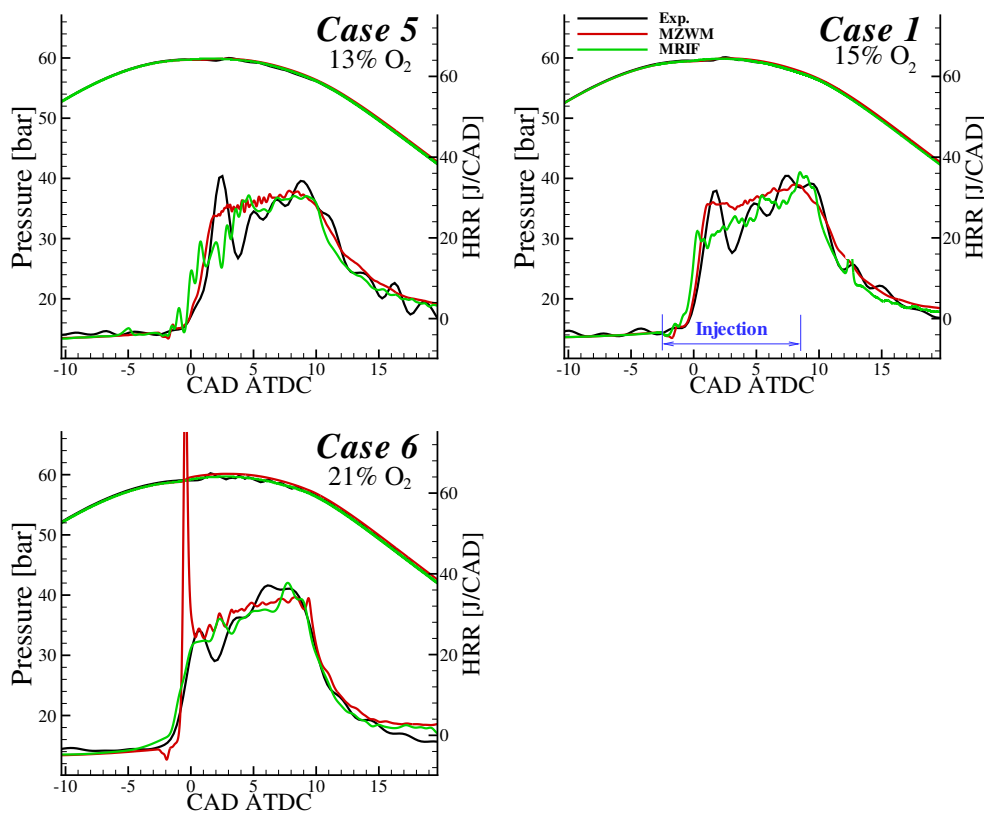 Case 5
13% O2
60
50
40
30
20
Pressure [bar]
60
40
20
0
HRR [J/CAD]
-10
-5
0
5
10
15
CAD ATDC
Exp.
MZWM
MRIF
Case 1
15% O2
60
50
40
30
20
Pressure [bar]
60
40
20
0
HRR [J/CAD]
Injection
-10
-5
0
5
10
15
CAD ATDC
Case 6
21% O2
60
50
40
30
20
Pressure [bar]
60
40
20
0
HRR [J/CAD]
-10
-5
0
5
10
15
CAD ATDC